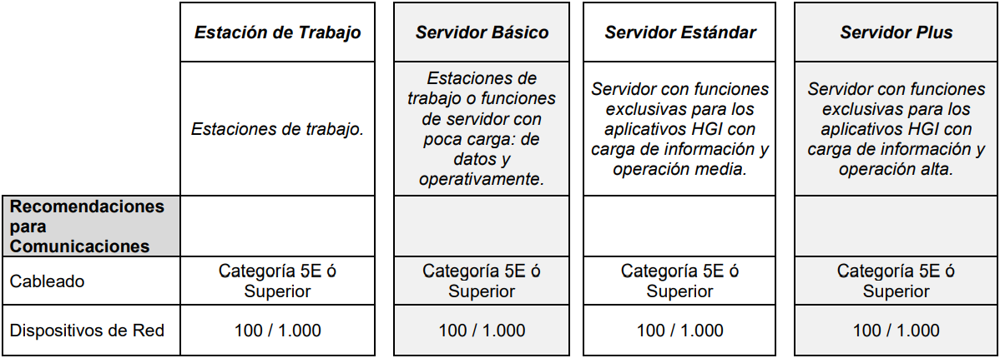 Estación de Trabajo
Servidor Básico
Servidor Estándar
Servidor Plus
Estaciones de trabajo.
Estaciones de
trabajo o funciones
de servidor con
poca carga: de
datos y
operativamente.
Servidor con funciones
exclusivas para los
aplicativos HGI con
carga de información y
operación media.
Servidor con funciones
exclusivas para los
aplicativos HGI con
carga de información y
operación alta.
Recomendaciones
para
Comunicaciones
Cableado
Categoría 5E ó
Superior
Categoría 5E ó
Superior
Categoría 5E ó
Superior
Categoría 5E ó
Superior
Dispositivos de Red
100 / 1.000
100 / 1.000
100 / 1.000
100 / 1.000